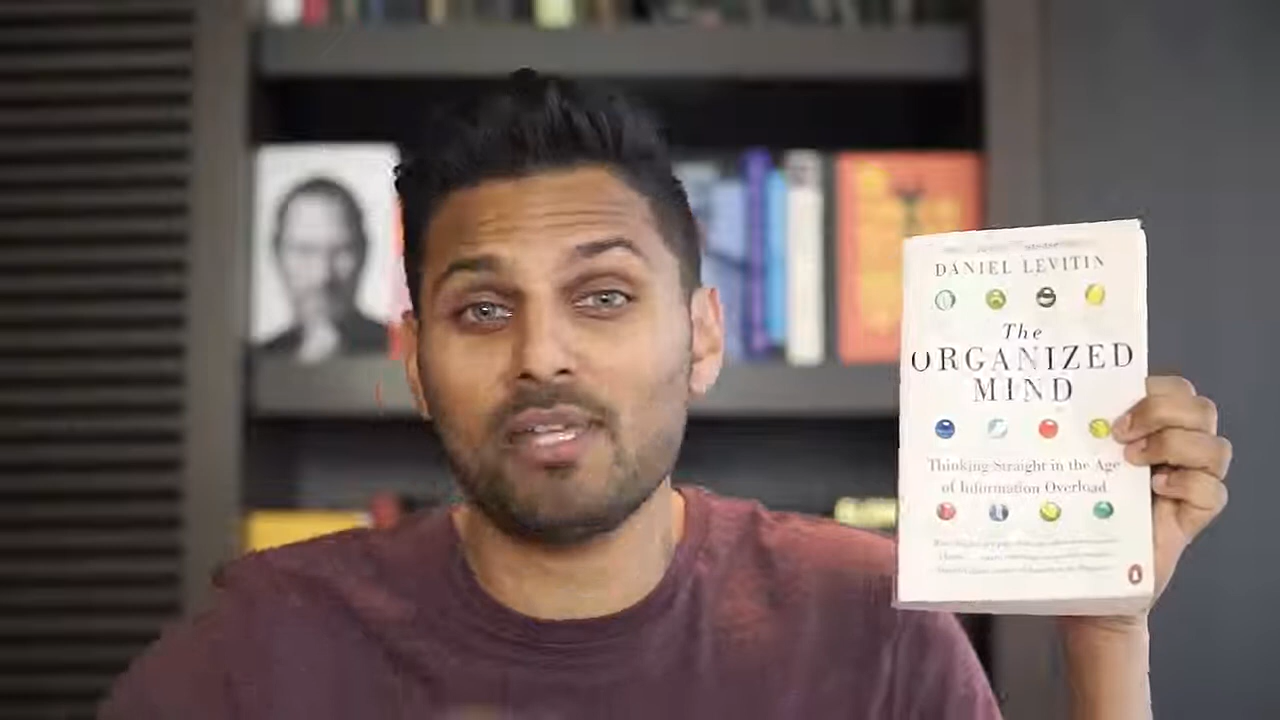 DANIEL LEVITIN
The
ORGANIZED
MIND
Thinking Straight in the Age
of Information Overload